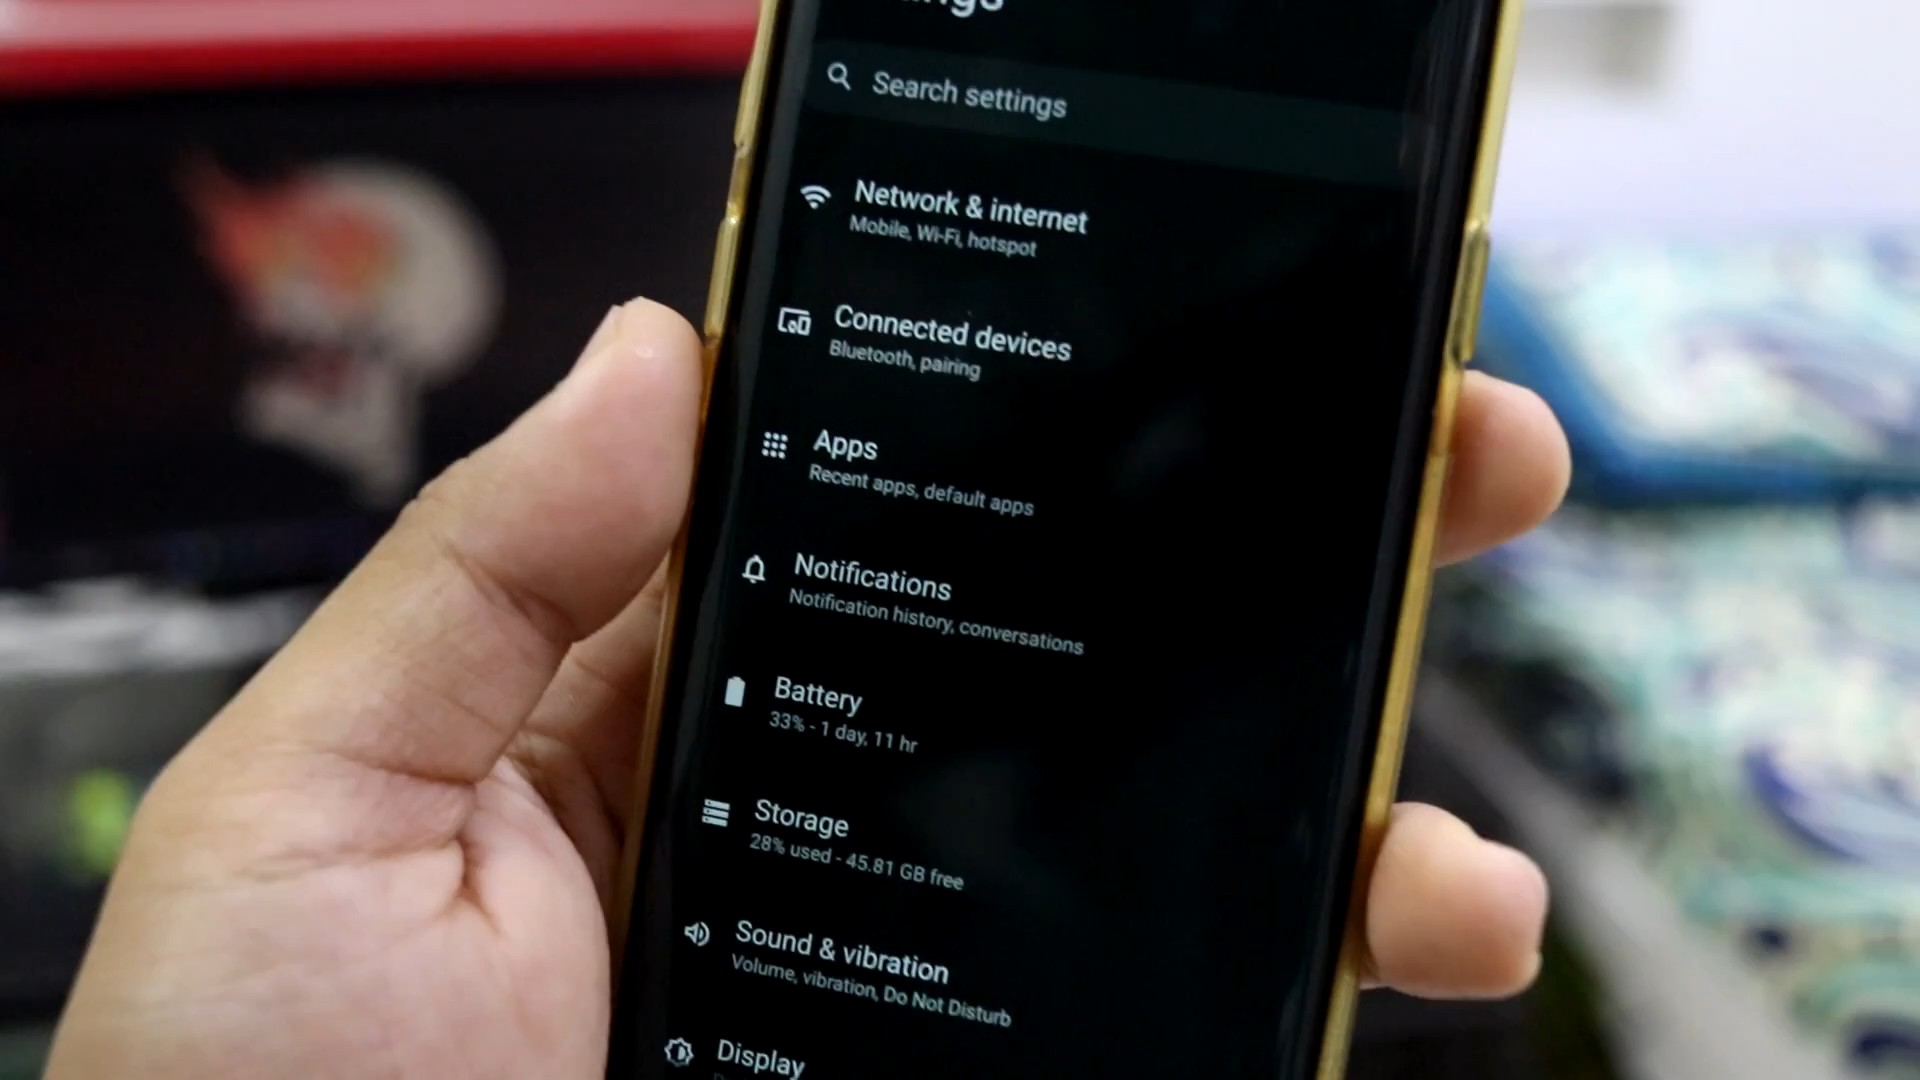 Search settings
Network & internet
Mobile, Wi-Fi, hotspot
Connected devices
Bluetooth, pairing
Apps
Recent apps, default apps
Notifications
Notification history, conversations
Battery
33% - 1 day, 11 hr
Storage
28% used - 45.81 GB free
Sound & vibration
Volume, vibration, Do Not Disturb
Display